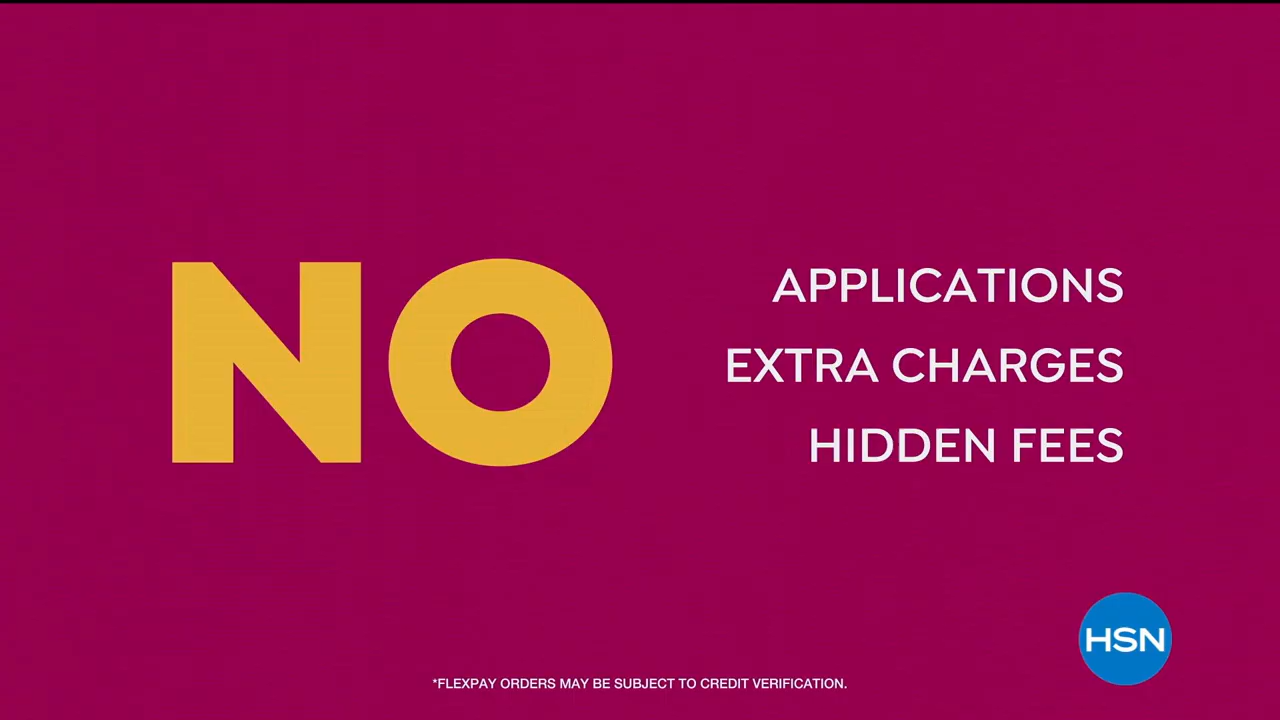 NO
APPLICATIONS
EXTRA CHARGES
HIDDEN FEES
HSN
*FLEXPAY ORDERS MAY BE SUBJECT TO CREDIT VERIFICATION.